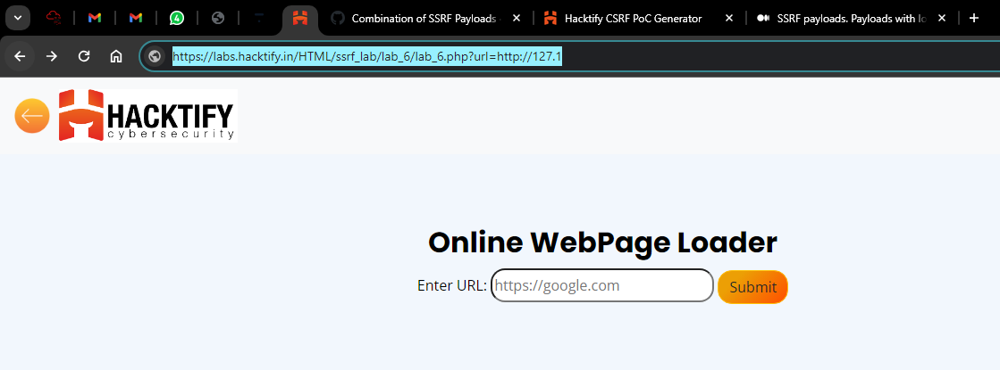 4
Combination of SSRF Payloads
Hacktify CSRF PoC Generator
SSRF payloads. Payloads with lo
https://labs.hacktify.in/HTML/ssrf_lab/lab_6/lab_6.php?url=http://127.1
HACKTIFY
cybersecurity
Online WebPage Loader
Enter URL: https://google.com Submit